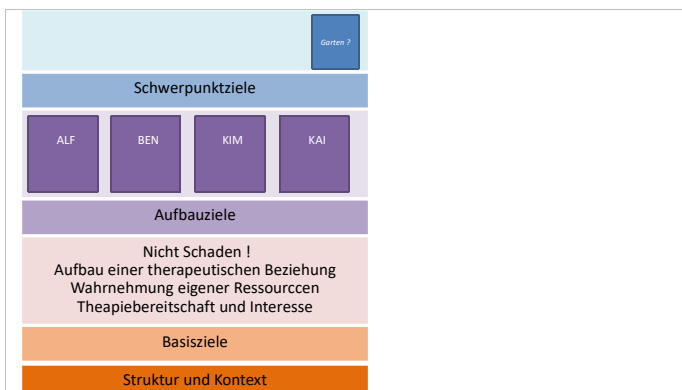 Garten ?
Schwerpunktziele
ALF BEN KIM KAI
Aufbauziele
Nicht Schaden !
Aufbau einer therapeutischen Beziehung
Wahrnehmung eigener Ressourccen
Theapiebereitschaft und Interesse
Basisziele
Struktur und Kontext